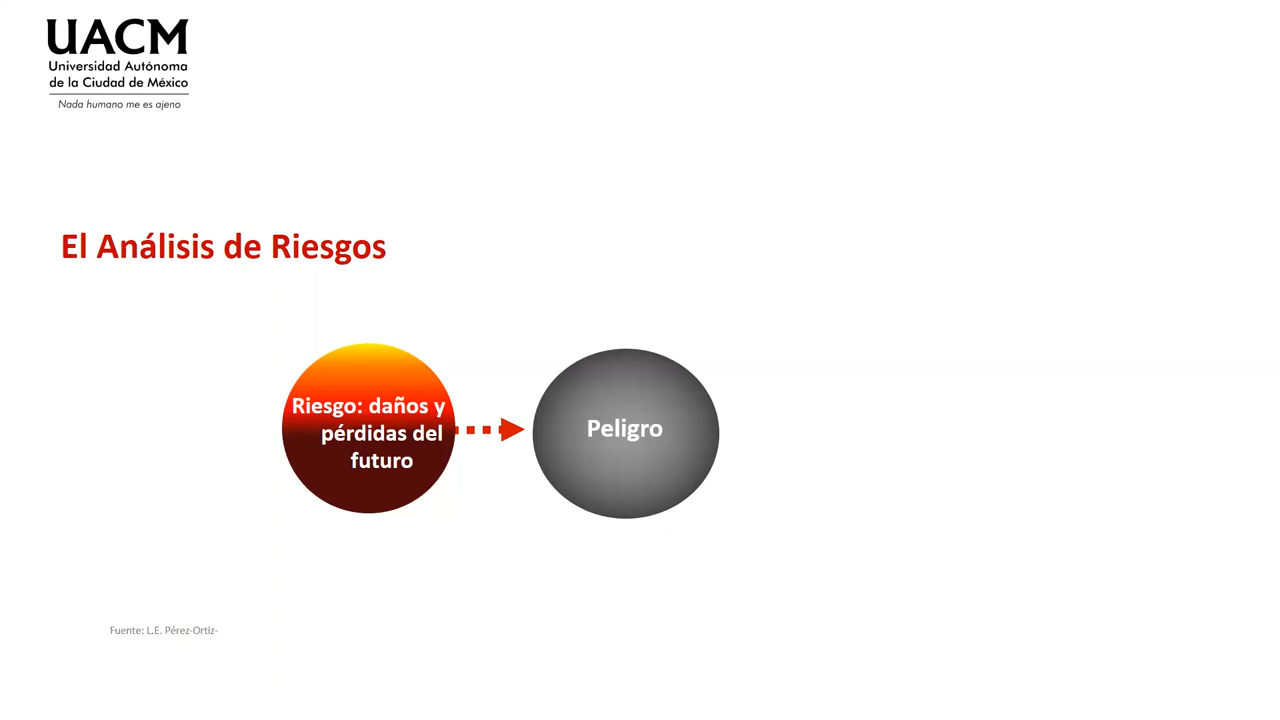 UACM
Universidad Autónoma
de la Ciudad de México
Nada humano me es ajeno
El Análisis de Riesgos
Riesgo: daños y
pérdidas del
futuro
Peligro
Fuente: L.E. Pérez-Ortiz-